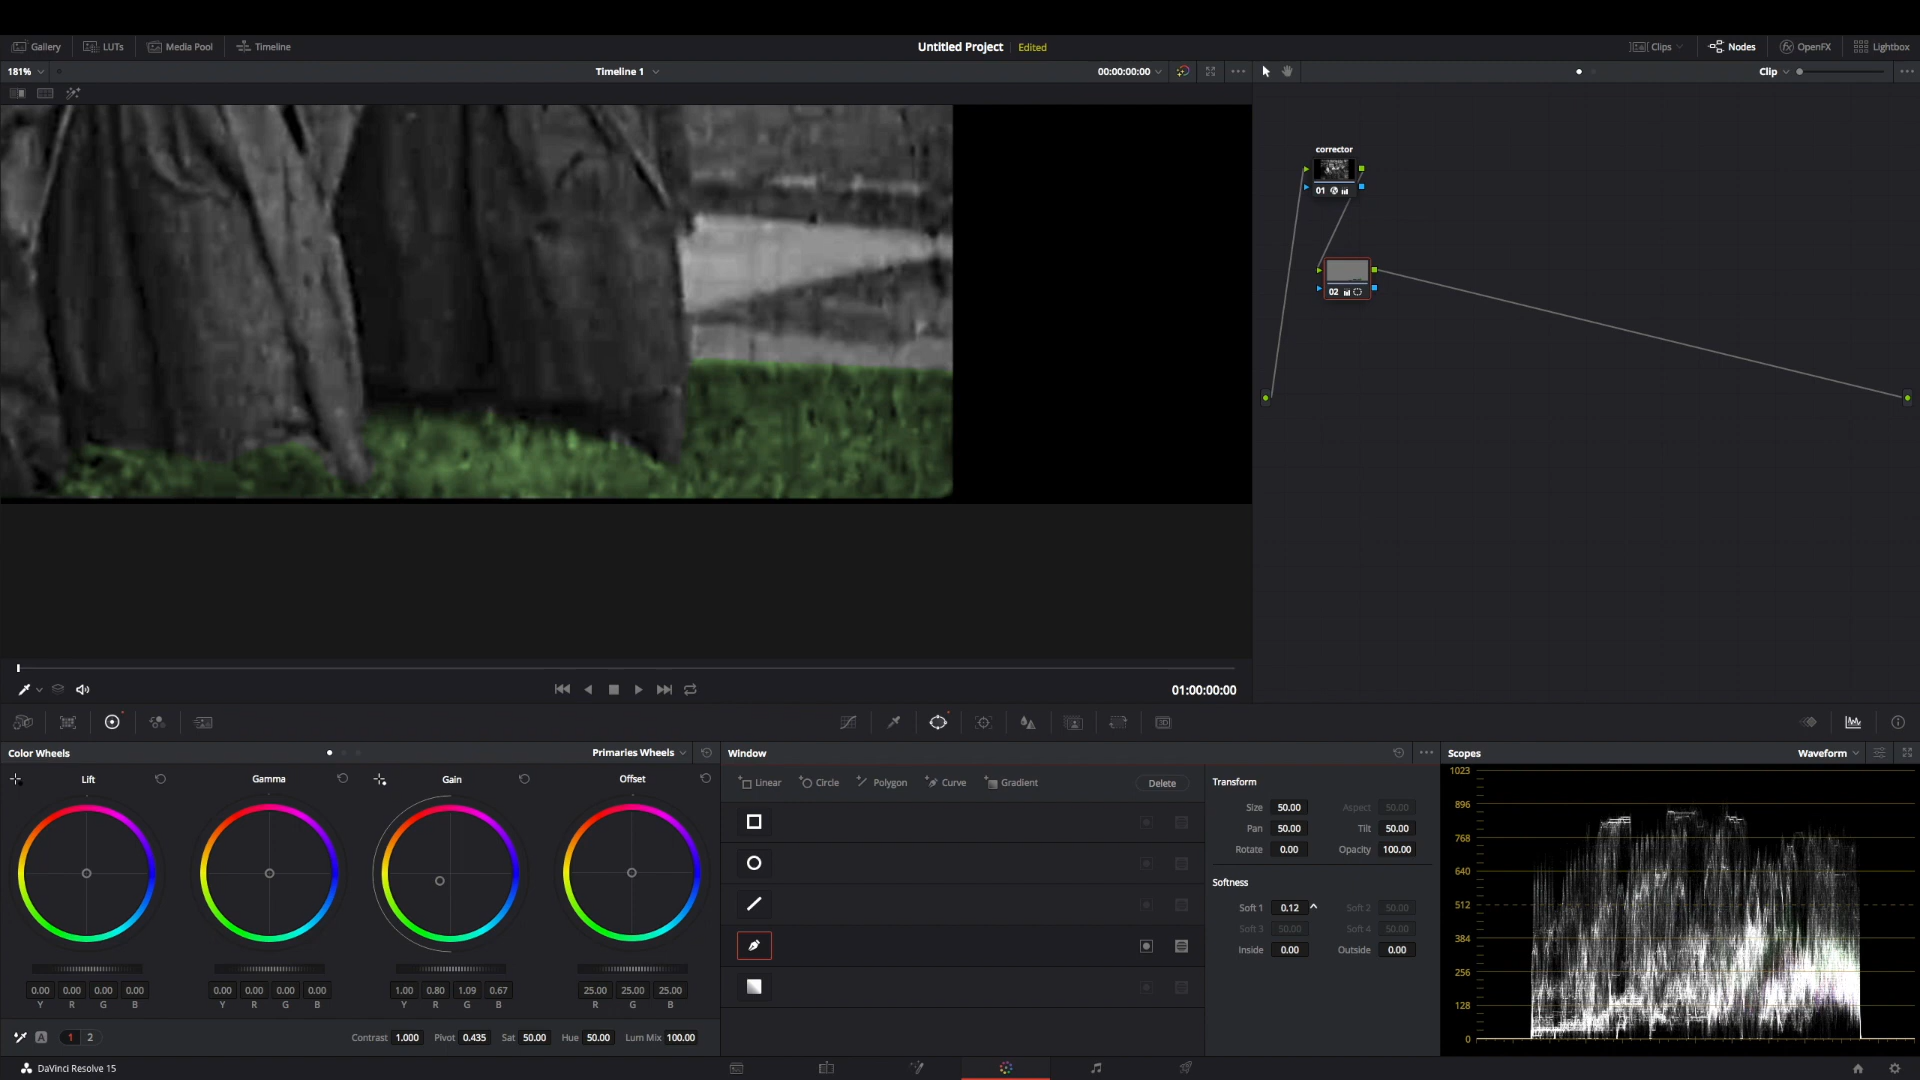 Gallery LUTs Media Pool Timeline Untitled Project Edited Clips Nodes OpenFX Lightbox
181% Timeline 1 00:00:00:00 Clip
corrector
01
02
01:00:00:00
Color Wheels Primaries Wheels Window Scopes Waveform
Lift Gamma Gain Offset
Linear Circle Polygon Curve Gradient Delete
Transform
Size 50.00 Aspect 50.00
Pan 50.00 Tilt 50.00
Rotate 0.00 Opacity 100.00
Softness
Soft 1 0.12 Soft 2 50.00
Soft 3 50.00 Soft 4 50.00
Inside 0.00 Outside 0.00
1023
896
768
640
512
384
256
128
0
0.00 0.00 0.00 0.00 0.00 0.00 0.00 0.00 1.00 0.80 1.09 0.67 25.00 25.00 25.00
Y R G B Y R G B Y R G B R G B
A 1 2 Contrast 1.000 Pivot 0.435 Sat 50.00 Hue 50.00 Lum Mix 100.00
DaVinci Resolve 15